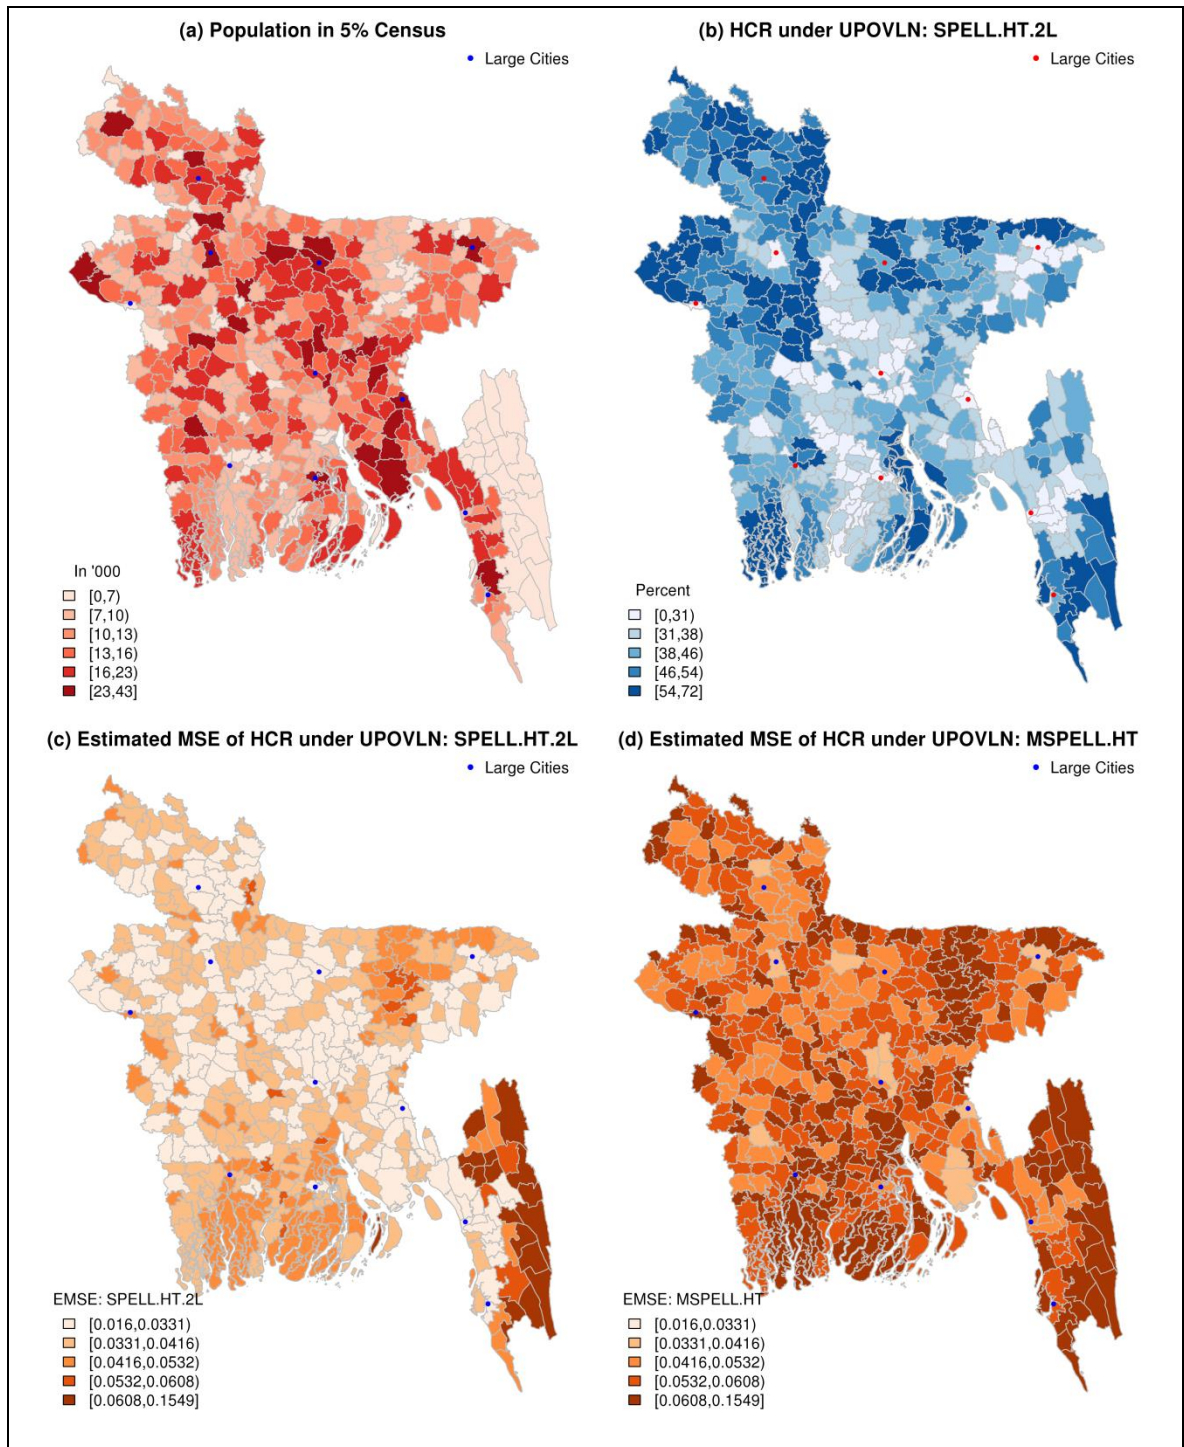 (a) Population in 5% Census
Large Cities
In '000
[0,7)
[7,10)
[10,13)
[13,16)
[16,23)
[23,43]
(b) HCR under UPOVLN: SPELL.HT.2L
Large Cities
Percent
[0,31)
[31,38)
[38,46)
[46,54)
[54,72]
(c) Estimated MSE of HCR under UPOVLN: SPELL.HT.2L
Large Cities
EMSE: SPELL.HT.2L
[0.016,0.0331)
[0.0331,0.0416)
[0.0416,0.0532)
[0.0532,0.0608)
[0.0608,0.1549]
(d) Estimated MSE of HCR under UPOVLN: MSPELL.HT
Large Cities
EMSE: MSPELL.HT
[0.016,0.0331)
[0.0331,0.0416)
[0.0416,0.0532)
[0.0532,0.0608)
[0.0608,0.1549]